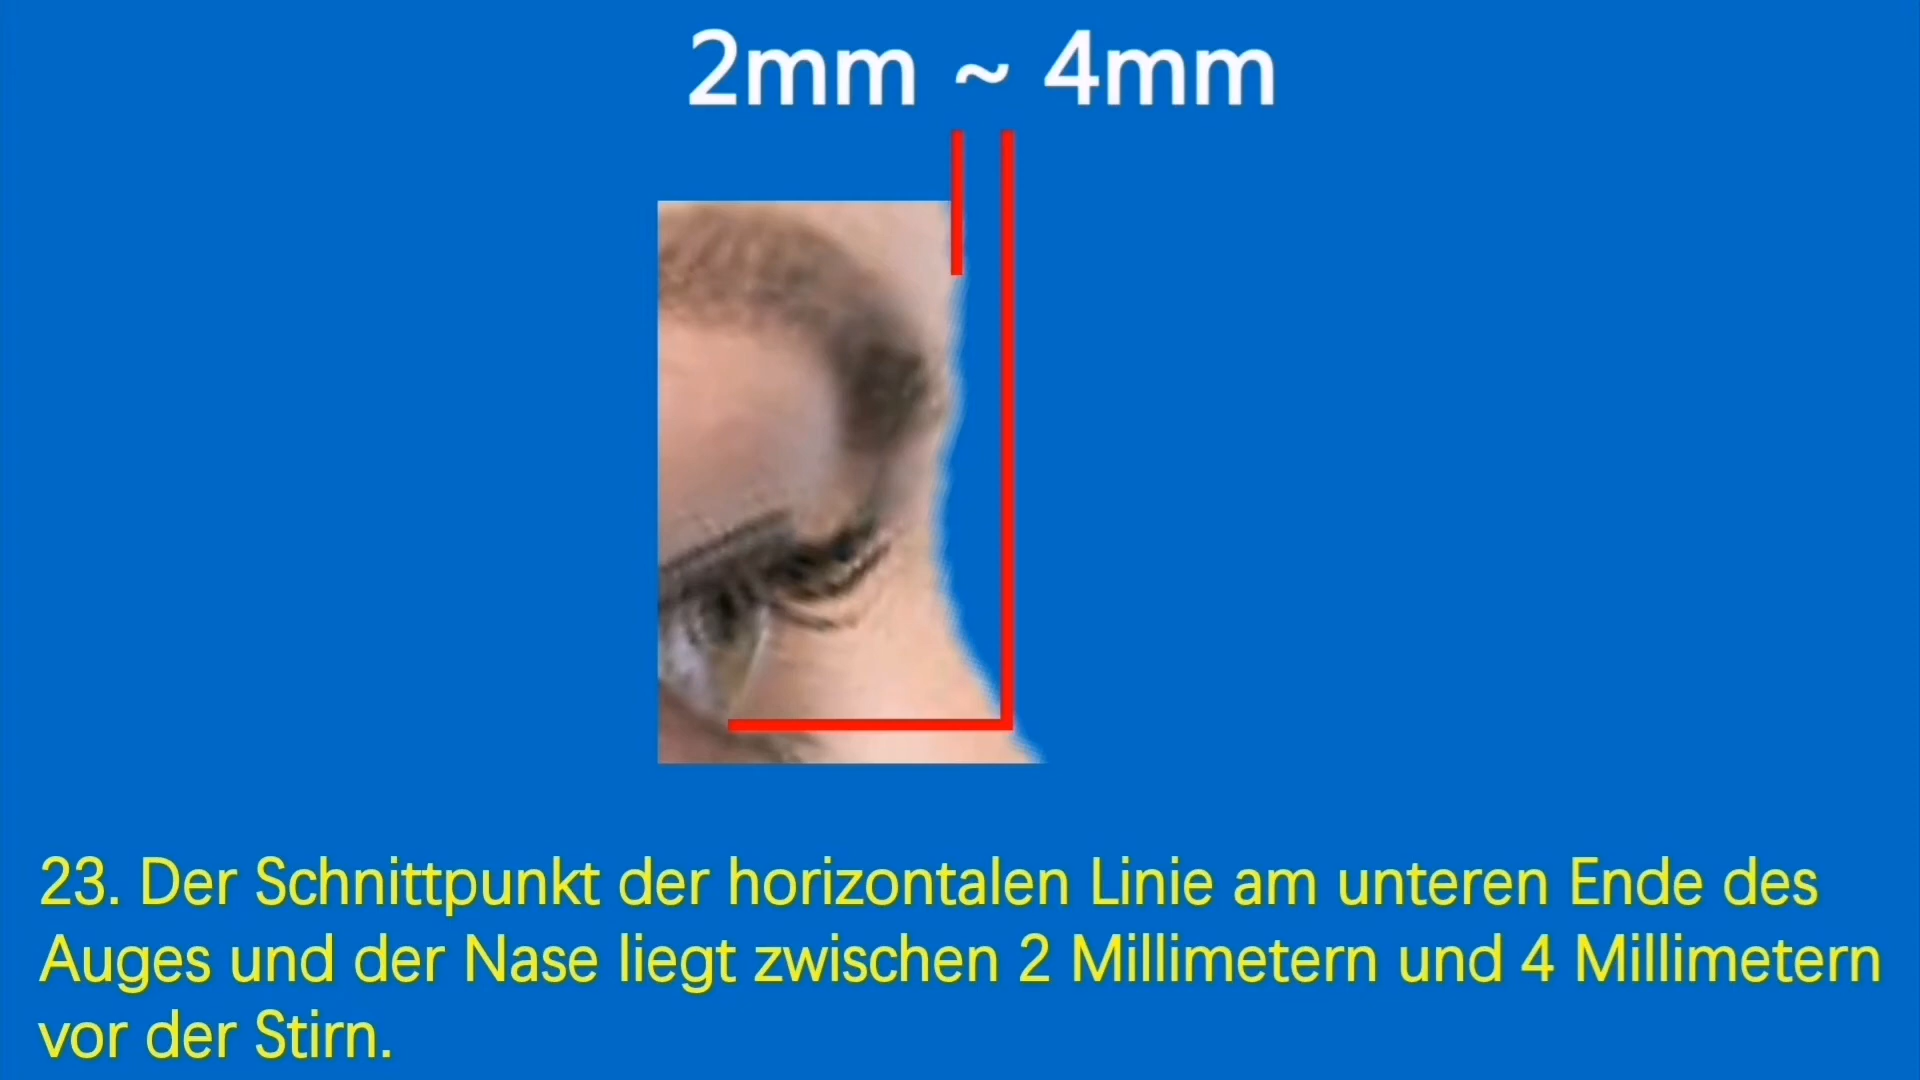 2mm ~ 4mm
23. Der Schnittpunkt der horizontalen Linie am unteren Ende des
Auges und der Nase liegt zwischen 2 Millimetern und 4 Millimetern
vor der Stirn.